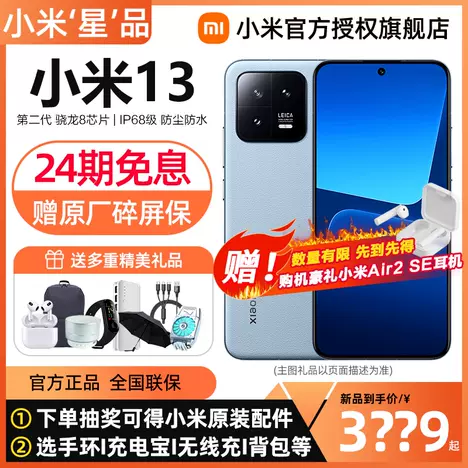 小米‘星’品
小米官方授权旗舰店
小米13
第二代 骁龙8芯片 | IP68级 防尘防水
24期免息
赠原厂碎屏保
送多重精美礼品
LEICA
xiaomi
赠！
数量有限 先到先得
购机豪礼小米Air2 SE耳机
(主图礼品以页面描述为准)
官方正品 全国联保
新品到手价/¥
①下单抽奖可得小米原装配件
②选手环I充电宝I无线充I背包等
3??9起